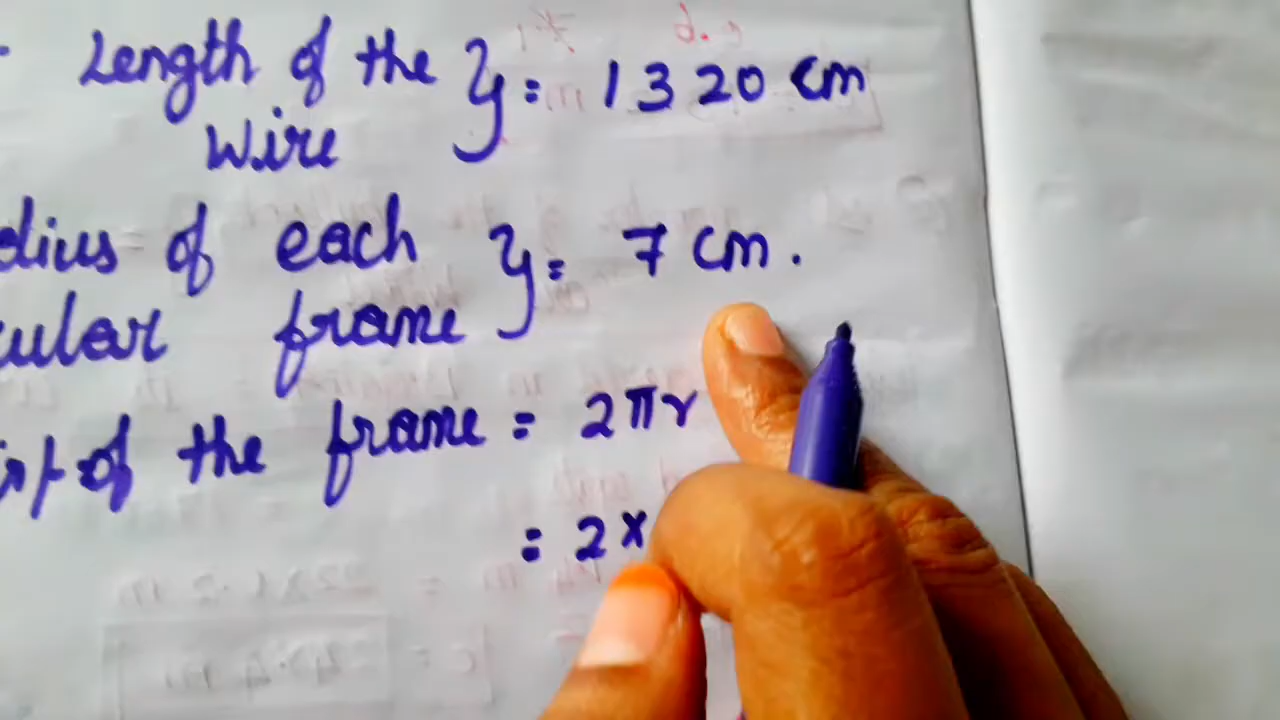 Length of the } = 1320 cm
wire
dius of each } = 7 cm.
cular frame
of the frame = 2πr
= 2×